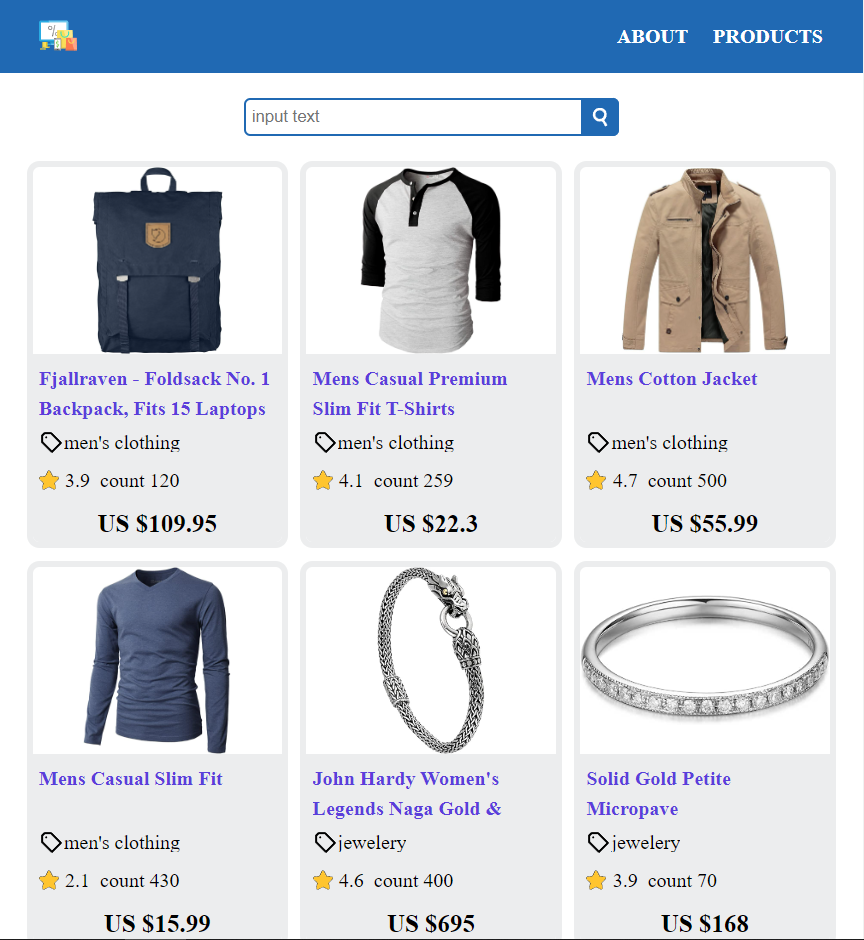 ABOUT PRODUCTS
input text
Fjallraven - Foldsack No. 1
Backpack, Fits 15 Laptops
men's clothing
3.9 count 120
US $109.95
Mens Casual Premium
Slim Fit T-Shirts
men's clothing
4.1 count 259
US $22.3
Mens Cotton Jacket
men's clothing
4.7 count 500
US $55.99
Mens Casual Slim Fit
men's clothing
2.1 count 430
US $15.99
John Hardy Women's
Legends Naga Gold &
jewelery
4.6 count 400
US $695
Solid Gold Petite
Micropave
jewelery
3.9 count 70
US $168